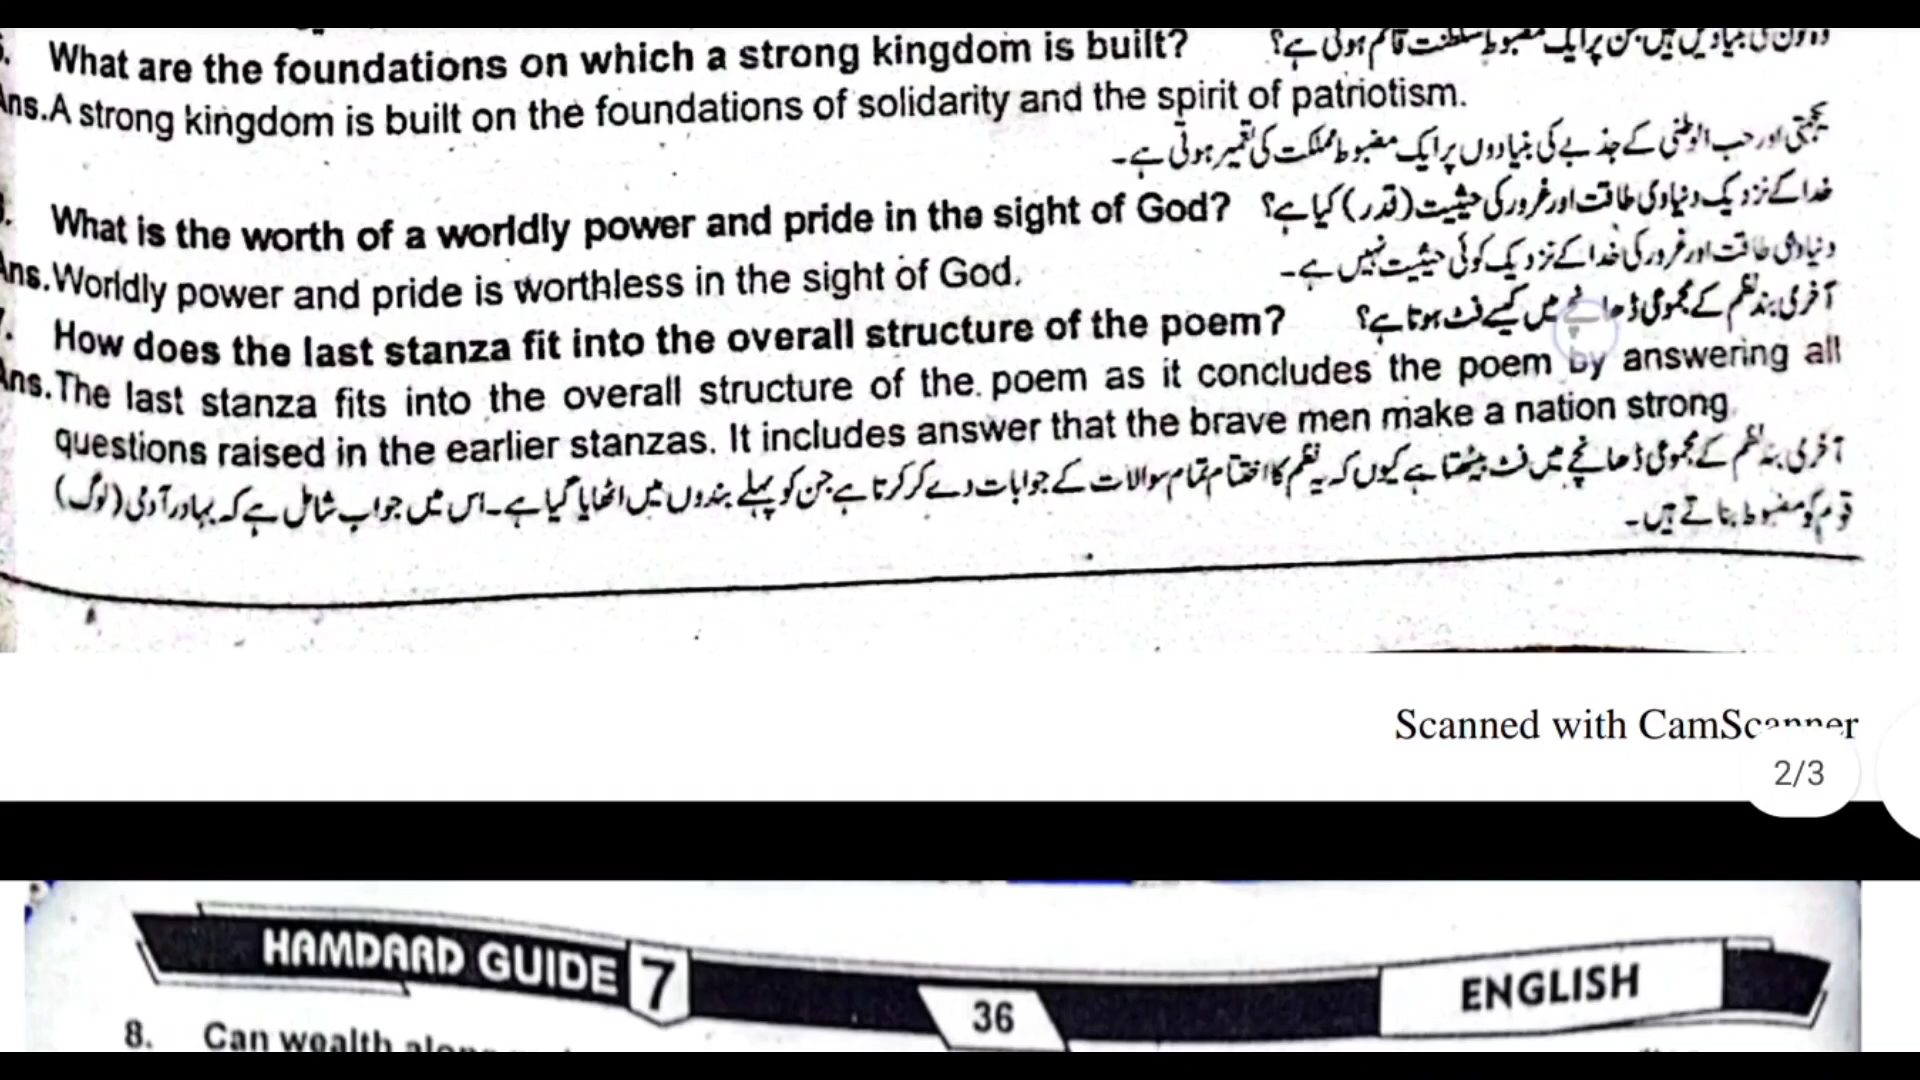 What are the foundations on which a strong kingdom is built?
وہ کون سی بنیادیں ہیں جن پر ایک مضبوط سلطنت قائم ہوتی ہے؟
Ans.A strong kingdom is built on the foundations of solidarity and the spirit of patriotism.
یکجہتی اور حب الوطنی کے جذبے کی بنیادوں پر ایک مضبوط مملکت کی تعمیر ہوتی ہے۔
What is the worth of a worldly power and pride in the sight of God? خدا کے نزدیک دنیاوی طاقت اور غرور کی حیثیت (قدر) کیا ہے؟
Ans.Worldly power and pride is worthless in the sight of God. دنیاوی طاقت اور غرور کی خدا کے نزدیک کوئی حیثیت نہیں ہے۔
How does the last stanza fit into the overall structure of the poem? آخری بند نظم کے مجموعی ڈھانچے میں کیسے فٹ ہوتا ہے؟
Ans.The last stanza fits into the overall structure of the poem as it concludes the poem by answering all
questions raised in the earlier stanzas. It includes answer that the brave men make a nation strong
آخری بند نظم کے مجموعی ڈھانچے میں فٹ بیٹھتا ہے کیوں کہ یہ نظم کا اختتام تمام سوالات کے جوابات دے کر کرتا ہے جن کو پہلے بندوں میں اٹھایا گیا ہے۔ اس میں جواب شامل ہے کہ بہادر آدمی (لوگ)
قوم کو مضبوط بناتے ہیں۔
Scanned with CamScanner
2/3
HAMDARD GUIDE 7
36
ENGLISH
8. Can wealth